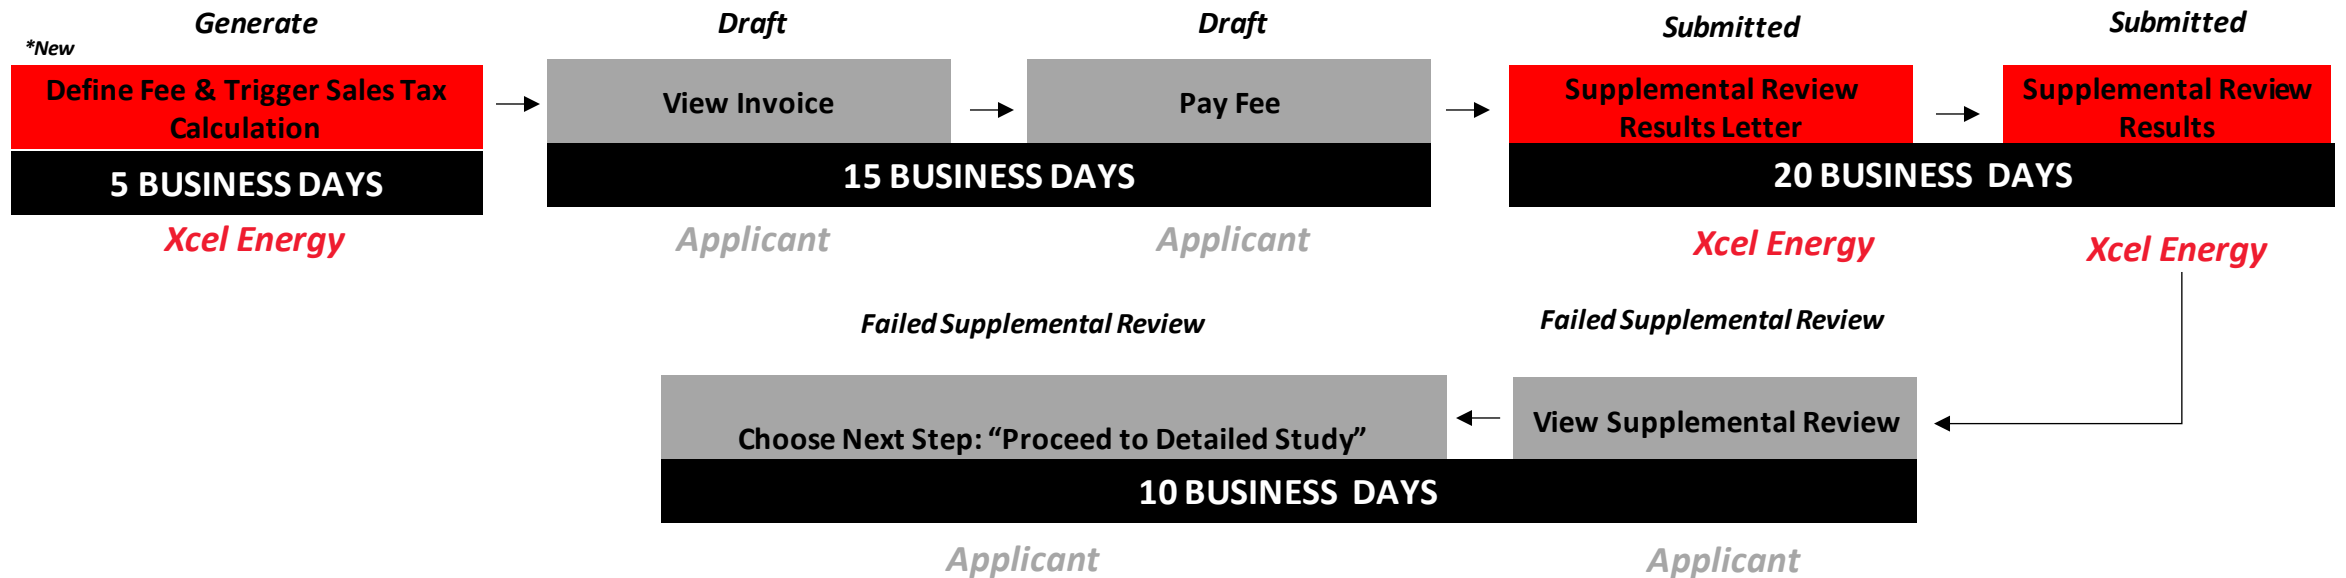 Generate
*New
Define Fee & Trigger Sales Tax
Calculation
5 BUSINESS DAYS
Xcel Energy
Draft
View Invoice
Draft
Pay Fee
15 BUSINESS DAYS
Applicant
Applicant
Submitted
Supplemental Review
Results Letter
Submitted
Supplemental Review
Results
20 BUSINESS DAYS
Xcel Energy
Xcel Energy
Failed Supplemental Review
View Supplemental Review
Failed Supplemental Review
Choose Next Step: “Proceed to Detailed Study”
10 BUSINESS DAYS
Applicant
Applicant